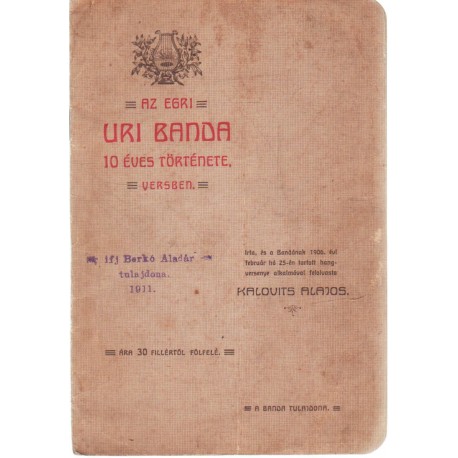 AZ EGRI
URI BANDA
10 ÉVES TÖRTÉNETE,
VERSBEN.
ifj Berkó Aladár
tulajdona.
1911.
Irta, és a Bandának 1906. évi
február hó 25-én tartott hang-
versenye alkalmával felolvasta
KALOVITS ALAJOS.
ÁRA 30 FILLÉRTŐL FÖLFELÉ.
A BANDA TULAJDONA.